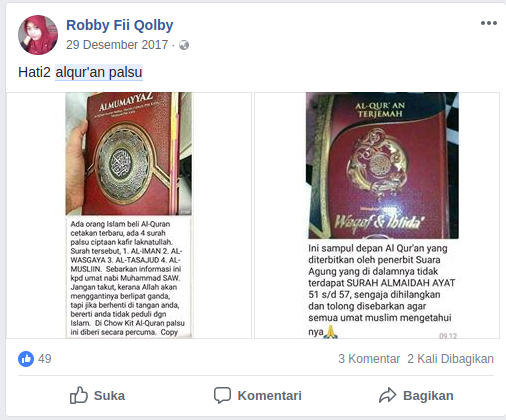 Robby Fii Qolby
29 Desember 2017
Hati2 alqur'an palsu
ALMUMAYYAZ
Ada orang Islam beli Al-Quran
cetakan terbaru, ada 4 surah
palsu ciptaan kafir laknatullah.
Surah tersebut, 1. AL-IMAN 2. AL-
WASGAYA 3. AL-TASAJUD 4. AL-
MUSLIIN. Sebarkan informasi ini
kpd umat nabi Muhammad SAW.
Jangan takut, kerana Allah akan
menggantinya berlipat ganda,
tapi jika berhenti di tangan anda,
bererti anda tidak peduli dgn
Islam. Di Chow Kit Al-Quran palsu
ini diberi secara percuma. Copy
AL-QUR'AN
TERJEMAH
Waqaf & Ibtida'
Ini sampul depan Al Qur'an yang
diterbitkan oleh penerbit Suara
Agung yang di dalamnya tidak
terdapat SURAH ALMAIDAH AYAT
51 s/d 57, sengaja dihilangkan
dan tolong disebarkan agar
semua umat muslim mengetahui
nya🙏
09.12
49
3 Komentar 2 Kali Dibagikan
Suka
Komentari
Bagikan